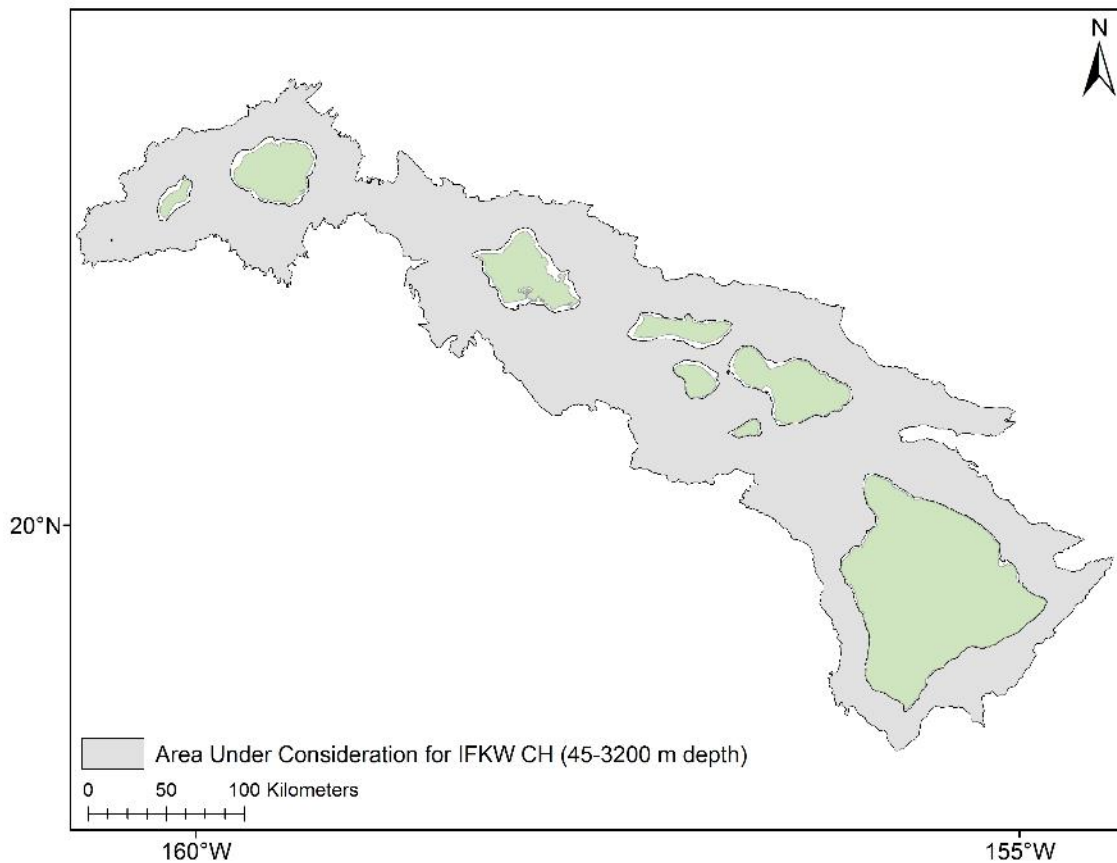 N
20°N
Area Under Consideration for IFKW CH (45-3200 m depth)
0 50 100 Kilometers
160°W 155°W